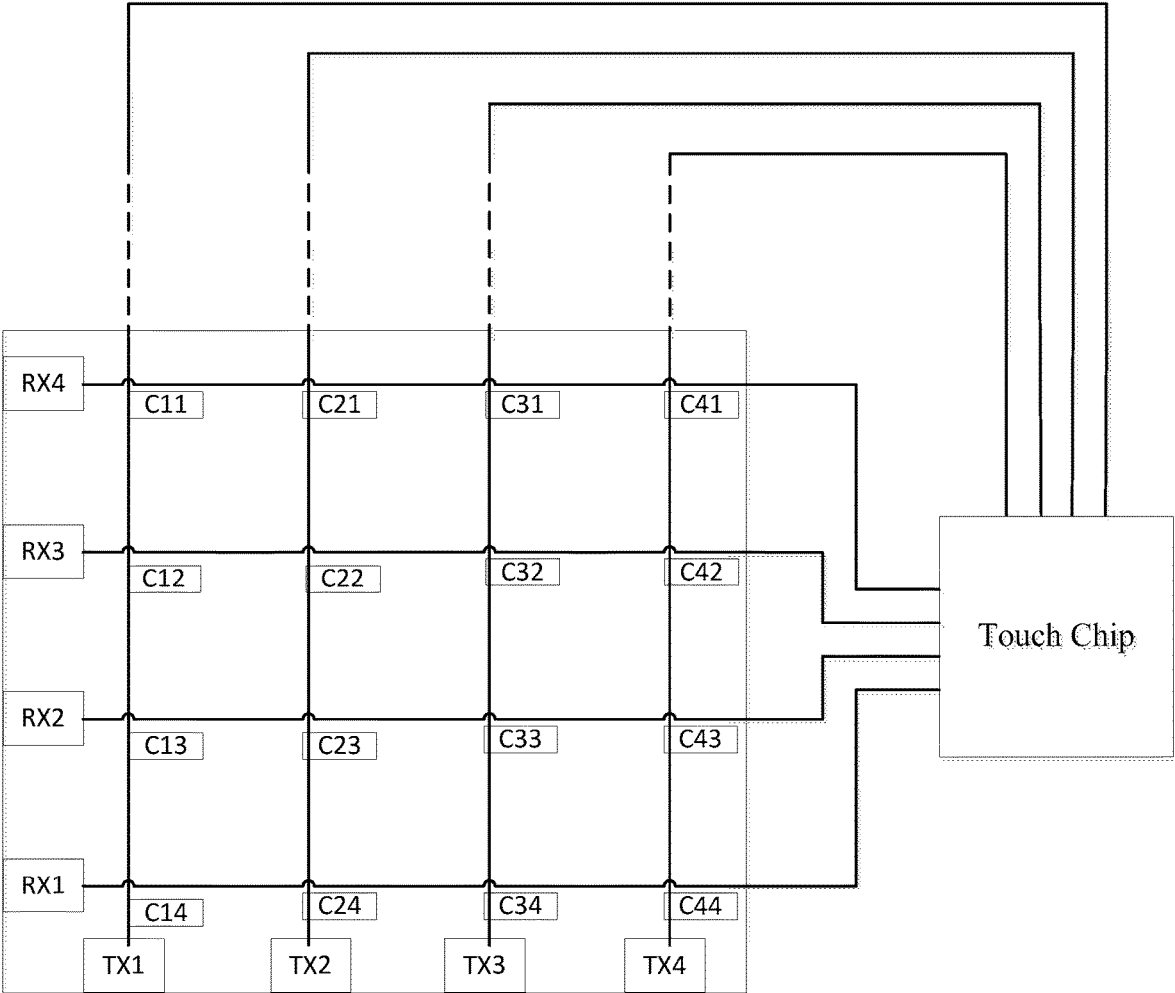 RX4
C11 C21 C31 C41
RX3
C12 C22 C32 C42
Touch Chip
RX2
C13 C23 C33 C43
RX1
C14 C24 C34 C44
TX1 TX2 TX3 TX4